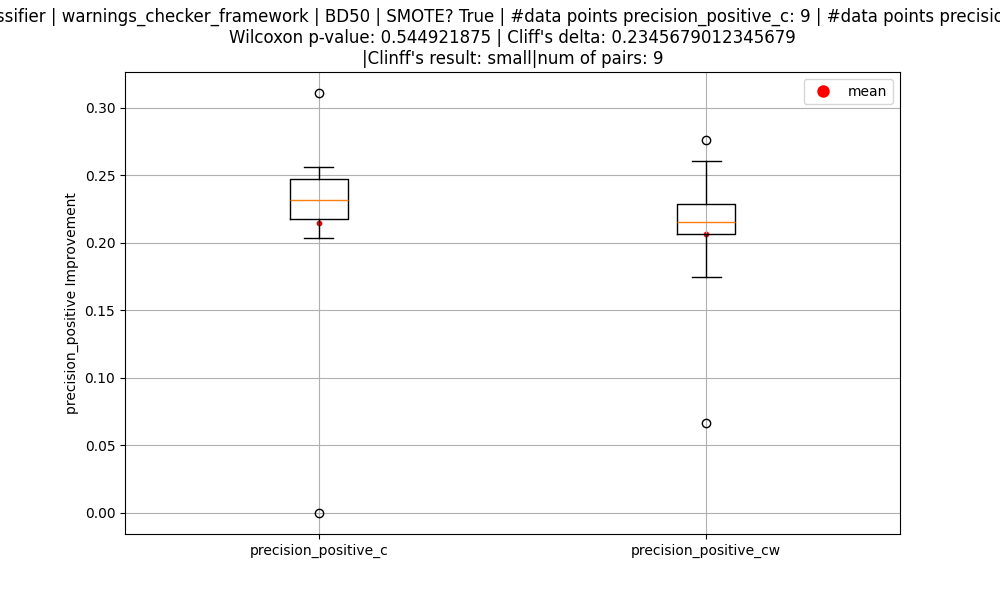 | warnings_checker_framework | BD50 | SMOTE? True | #data points precision_positive_c: 9 | #data points
Wilcoxon p-value: 0.544921875 | Cliff's delta: 0.2345679012345679
|Clinff's result: small|num of pairs: 9
mean
0.30
0.25
0.20
0.15
0.10
0.05
0.00
precision_positive Improvement
precision_positive_c
precision_positive_cw